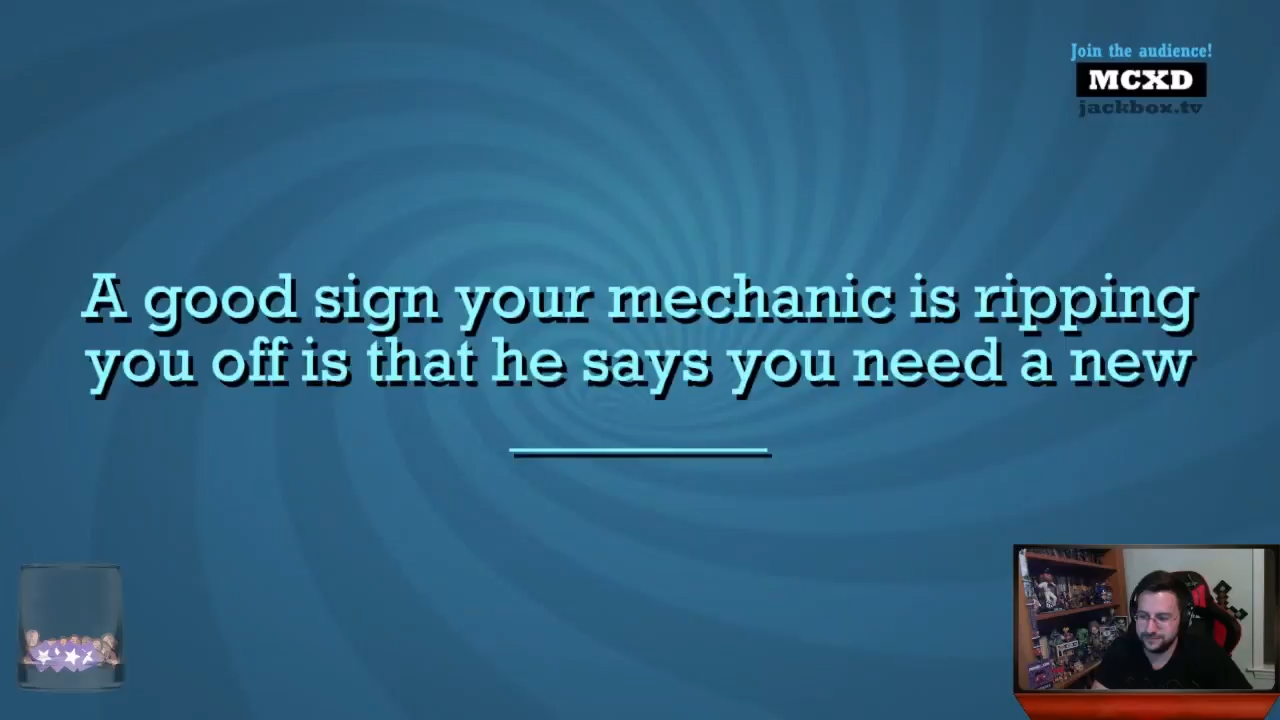 Join the audience!
MCXD
jackbox.tv
A good sign your mechanic is ripping
you off is that he says you need a new